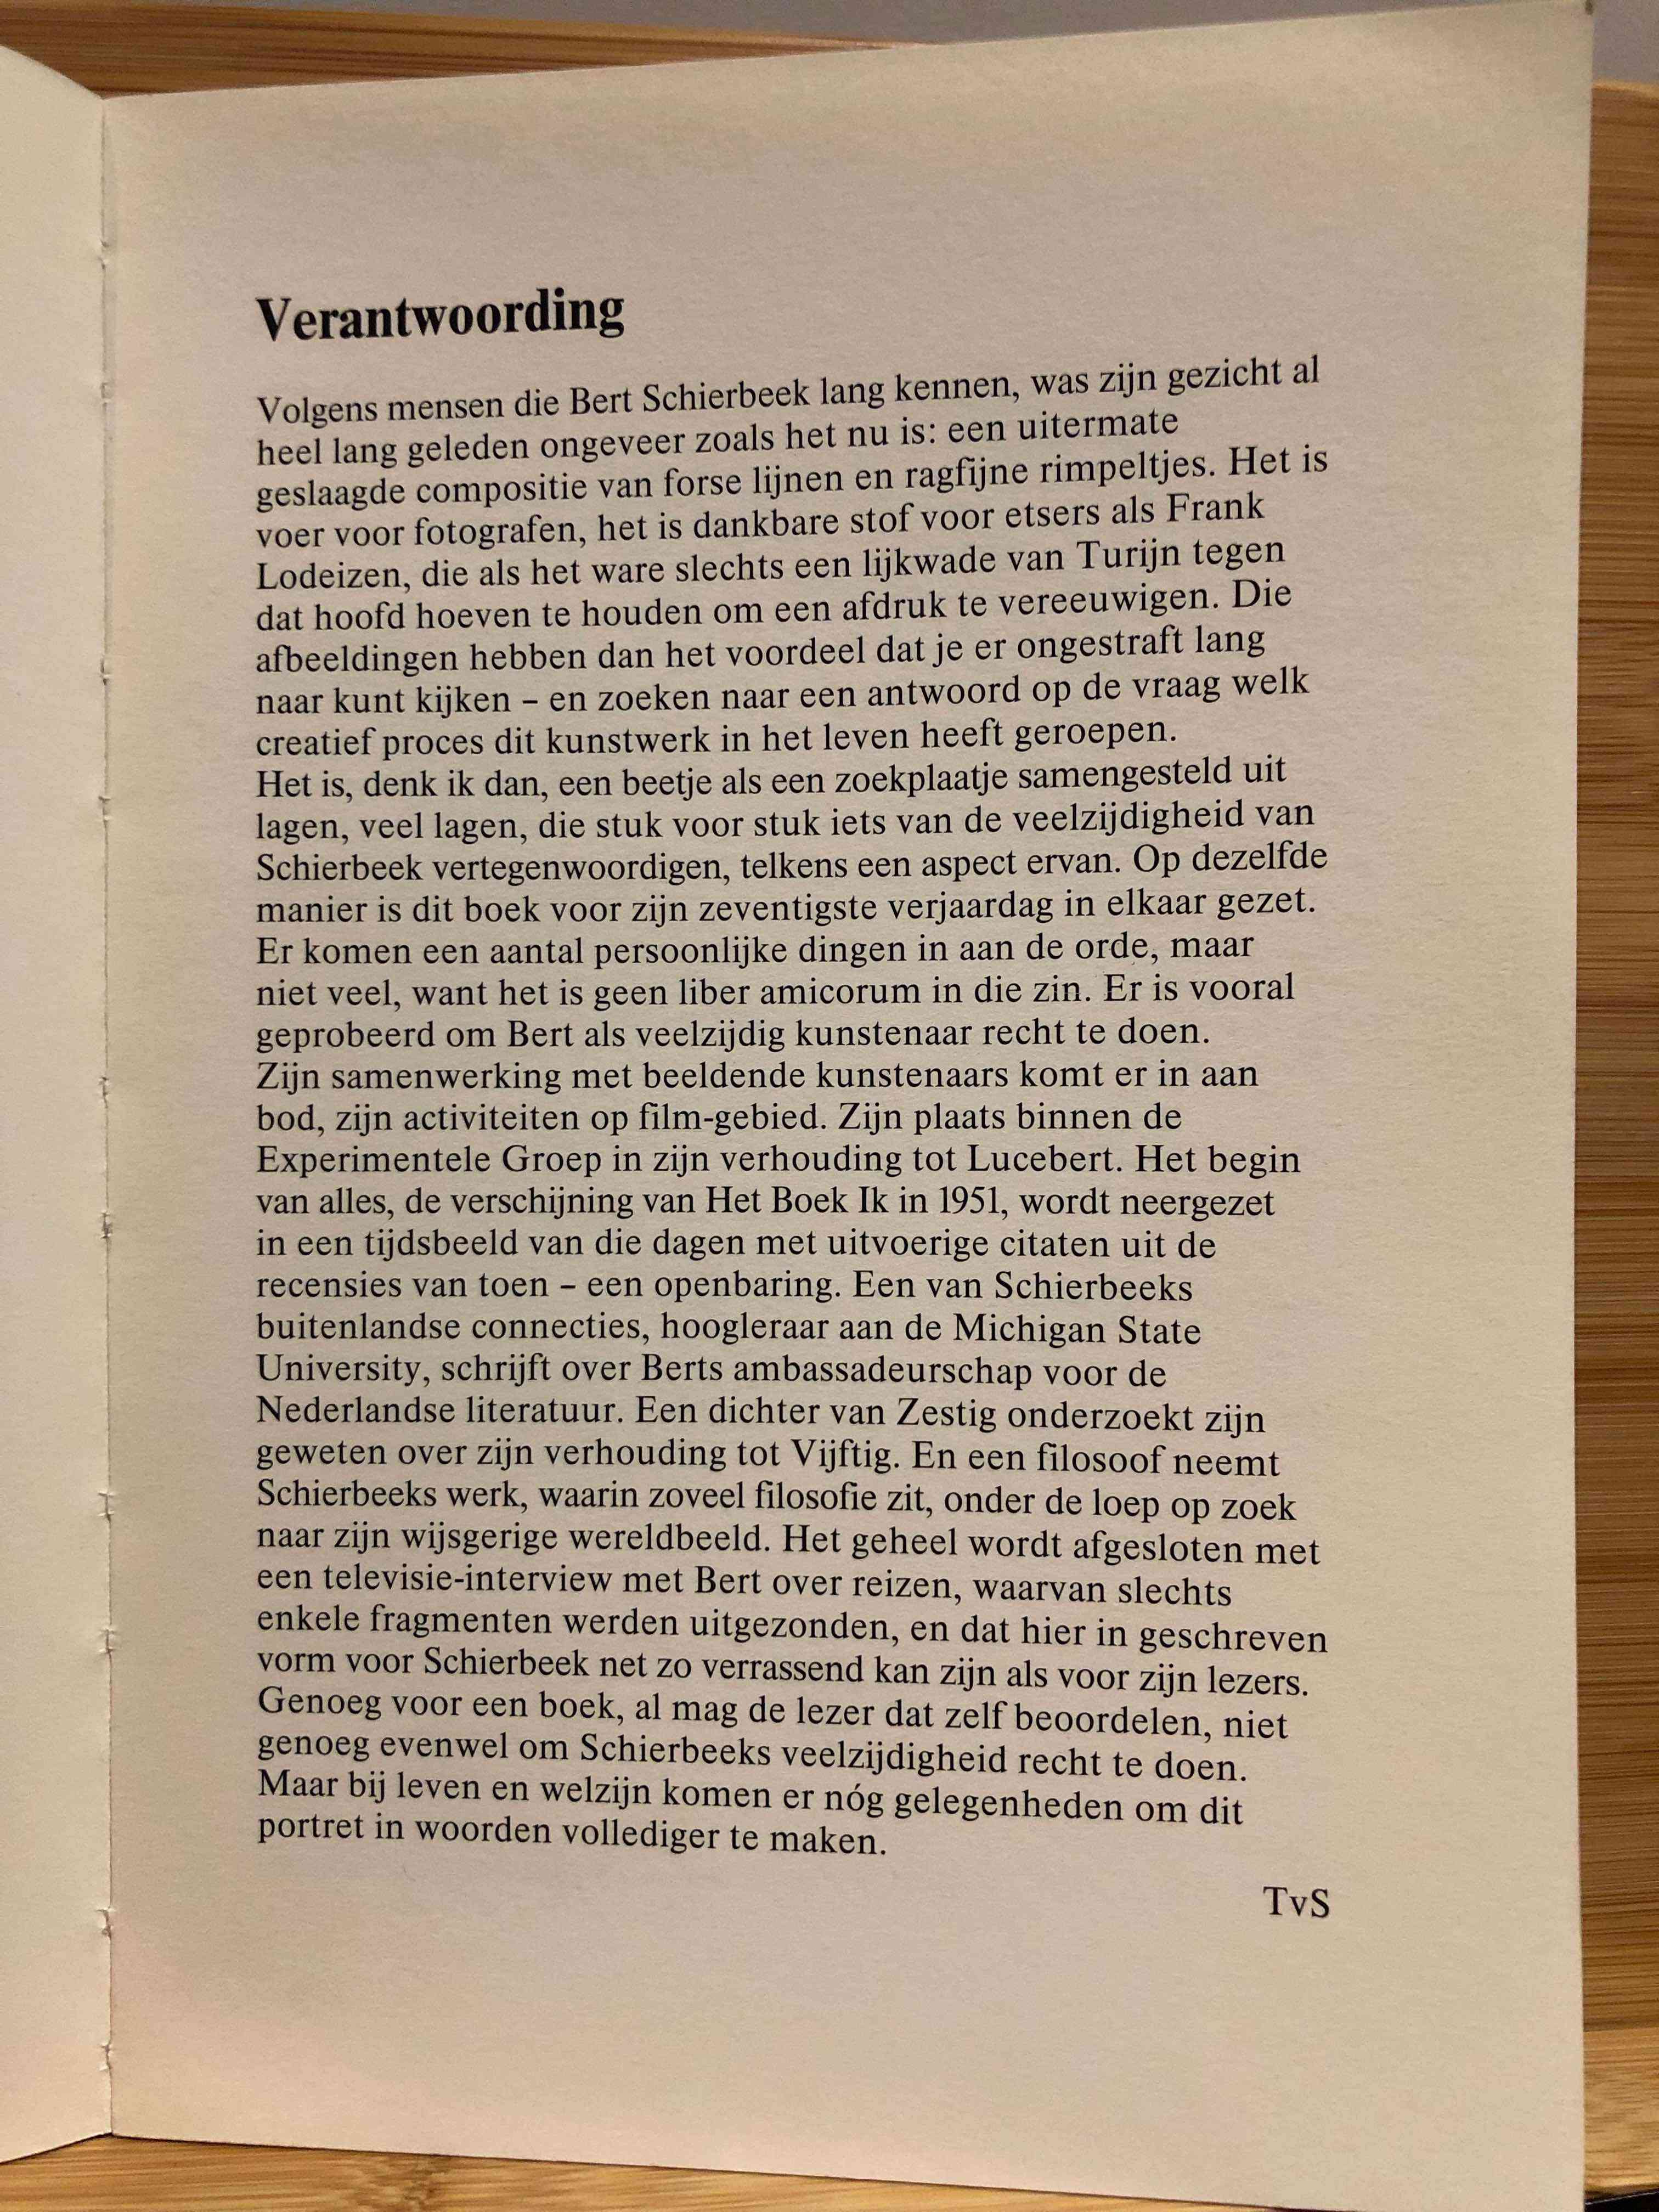 Verantwoording
Volgens mensen die Bert Schierbeek lang kennen, was zijn gezicht al
heel lang geleden ongeveer zoals het nu is: een uitermate
geslaagde compositie van forse lijnen en ragfijne rimpeltjes. Het is
voer voor fotografen, het is dankbare stof voor etsers als Frank
Lodeizen, die als het ware slechts een lijkwade van Turijn tegen
dat hoofd hoeven te houden om een afdruk te vereeuwigen. Die
afbeeldingen hebben dan het voordeel dat je er ongestraft lang
naar kunt kijken – en zoeken naar een antwoord op de vraag welk
creatief proces dit kunstwerk in het leven heeft geroepen.
Het is, denk ik dan, een beetje als een zoekplaatje samengesteld uit
lagen, veel lagen, die stuk voor stuk iets van de veelzijdigheid van
Schierbeek vertegenwoordigen, telkens een aspect ervan. Op dezelfde
manier is dit boek voor zijn zeventigste verjaardag in elkaar gezet.
Er komen een aantal persoonlijke dingen in aan de orde, maar
niet veel, want het is geen liber amicorum in die zin. Er is vooral
geprobeerd om Bert als veelzijdig kunstenaar recht te doen.
Zijn samenwerking met beeldende kunstenaars komt er in aan
bod, zijn activiteiten op film-gebied. Zijn plaats binnen de
Experimentele Groep in zijn verhouding tot Lucebert. Het begin
van alles, de verschijning van Het Boek Ik in 1951, wordt neergezet
in een tijdsbeeld van die dagen met uitvoerige citaten uit de
recensies van toen – een openbaring. Een van Schierbeeks
buitenlandse connecties, hoogleraar aan de Michigan State
University, schrijft over Berts ambassadeurschap voor de
Nederlandse literatuur. Een dichter van Zestig onderzoekt zijn
geweten over zijn verhouding tot Vijftig. En een filosoof neemt
Schierbeeks werk, waarin zoveel filosofie zit, onder de loep op zoek
naar zijn wijsgerige wereldbeeld. Het geheel wordt afgesloten met
een televisie-interview met Bert over reizen, waarvan slechts
enkele fragmenten werden uitgezonden, en dat hier in geschreven
vorm voor Schierbeek net zo verrassend kan zijn als voor zijn lezers.
Genoeg voor een boek, al mag de lezer dat zelf beoordelen, niet
genoeg evenwel om Schierbeeks veelzijdigheid recht te doen.
Maar bij leven en welzijn komen er nóg gelegenheden om dit
portret in woorden vollediger te maken.
TvS